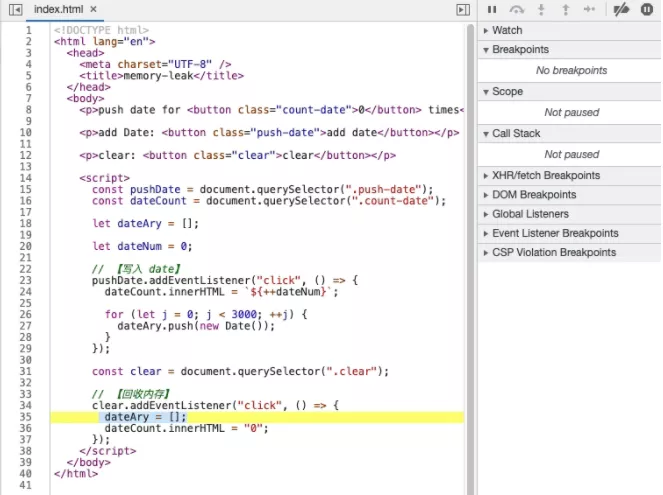 index.html ×
1 <!DOCTYPE html>
2 <html lang="en">
3 <head>
4 <meta charset="UTF-8" />
5 <title>memory-leak</title>
6 </head>
7 <body>
8 <p>push date for <button class="count-date">0</button> times<
9
10 <p>add Date: <button class="push-date">add date</button></p>
11
12 <p>clear: <button class="clear">clear</button></p>
13
14 <script>
15 const pushDate = document.querySelector(".push-date");
16 const dateCount = document.querySelector(".count-date");
17
18 let dateAry = [];
19
20 let dateNum = 0;
21
22 // 【写入 date】
23 pushDate.addEventListener("click", () => {
24 dateCount.innerHTML = `${++dateNum}`;
25
26 for (let j = 0; j < 3000; ++j) {
27 dateAry.push(new Date());
28 }
29 });
30
31 const clear = document.querySelector(".clear");
32
33 // 【回收内存】
34 clear.addEventListener("click", () => {
35 dateAry = [];
36 dateCount.innerHTML = "0";
37 });
38 </script>
39 </body>
40 </html>
41
Watch
Breakpoints
No breakpoints
Scope
Not paused
Call Stack
Not paused
XHR/fetch Breakpoints
DOM Breakpoints
Global Listeners
Event Listener Breakpoints
CSP Violation Breakpoints